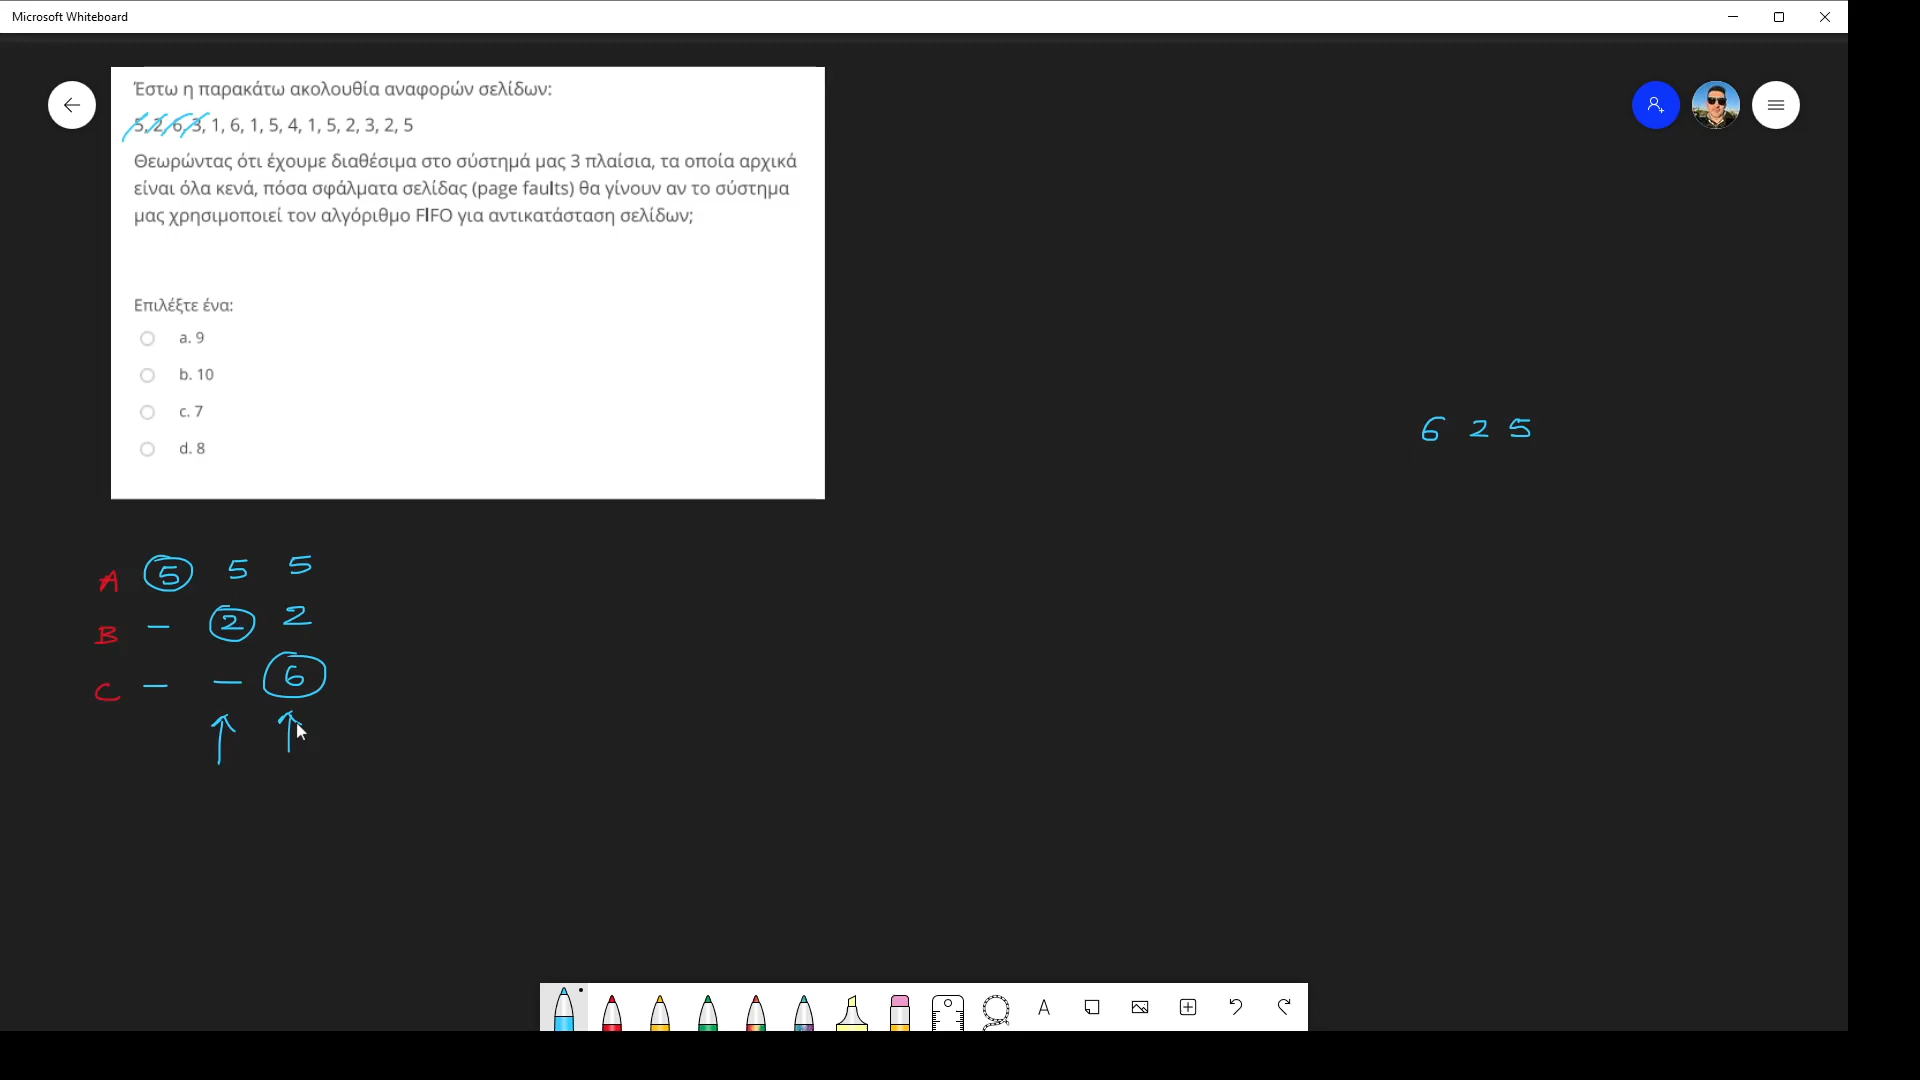 Microsoft Whiteboard
Έστω η παρακάτω ακολουθία αναφορών σελίδων:
5, 2, 6, 3, 1, 6, 1, 5, 4, 1, 5, 2, 3, 2, 5
Θεωρώντας ότι έχουμε διαθέσιμα στο σύστημά μας 3 πλαίσια, τα οποία αρχικά
είναι όλα κενά, πόσα σφάλματα σελίδας (page faults) θα γίνουν αν το σύστημα
μας χρησιμοποιεί τον αλγόριθμο FIFO για αντικατάσταση σελίδων;
Επιλέξτε ένα:
a. 9
b. 10
c. 7
d. 8
6 2 5
A 5 5 5
B - 2 2
C - - 6